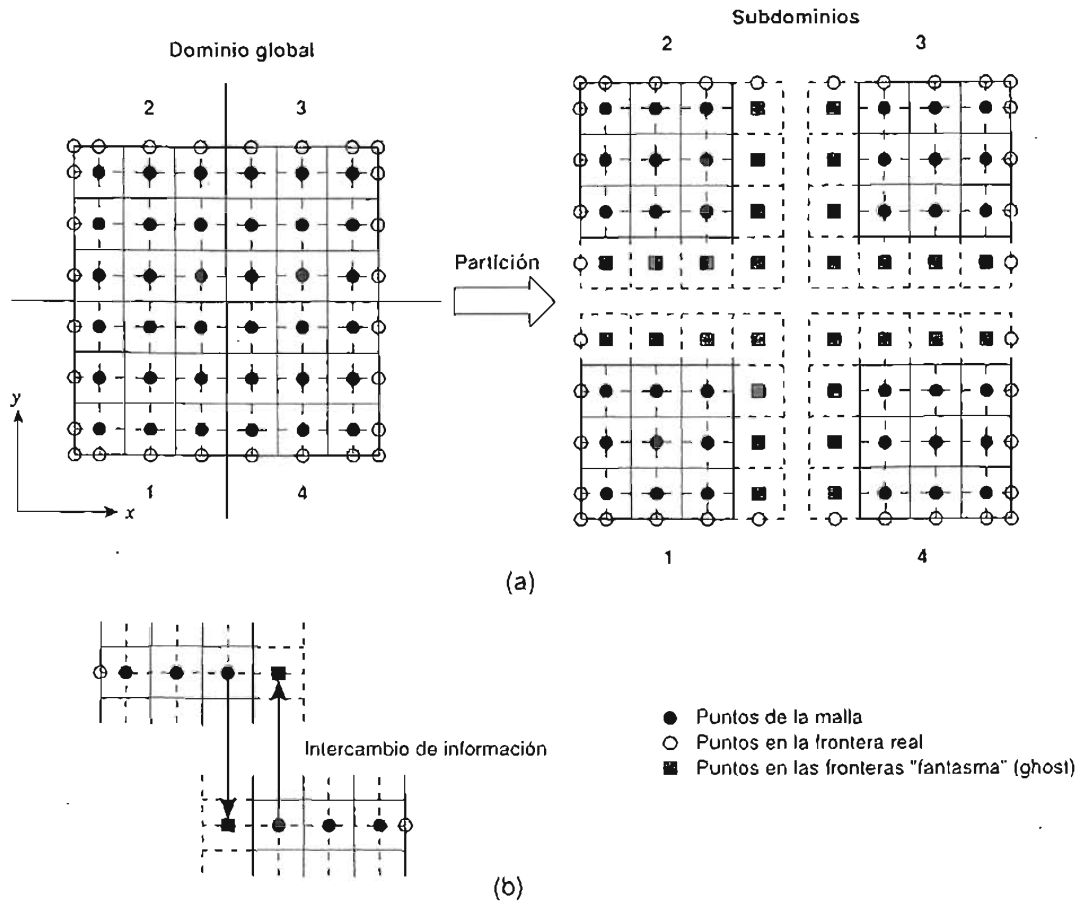 Subdominios
Dominio global
2
3
2
3
Partición
y
x
1
4
1
4
(a)
Intercambio de información
Puntos de la malla
Puntos en la frontera real
Puntos en las fronteras "fantasma" (ghost)
(b)